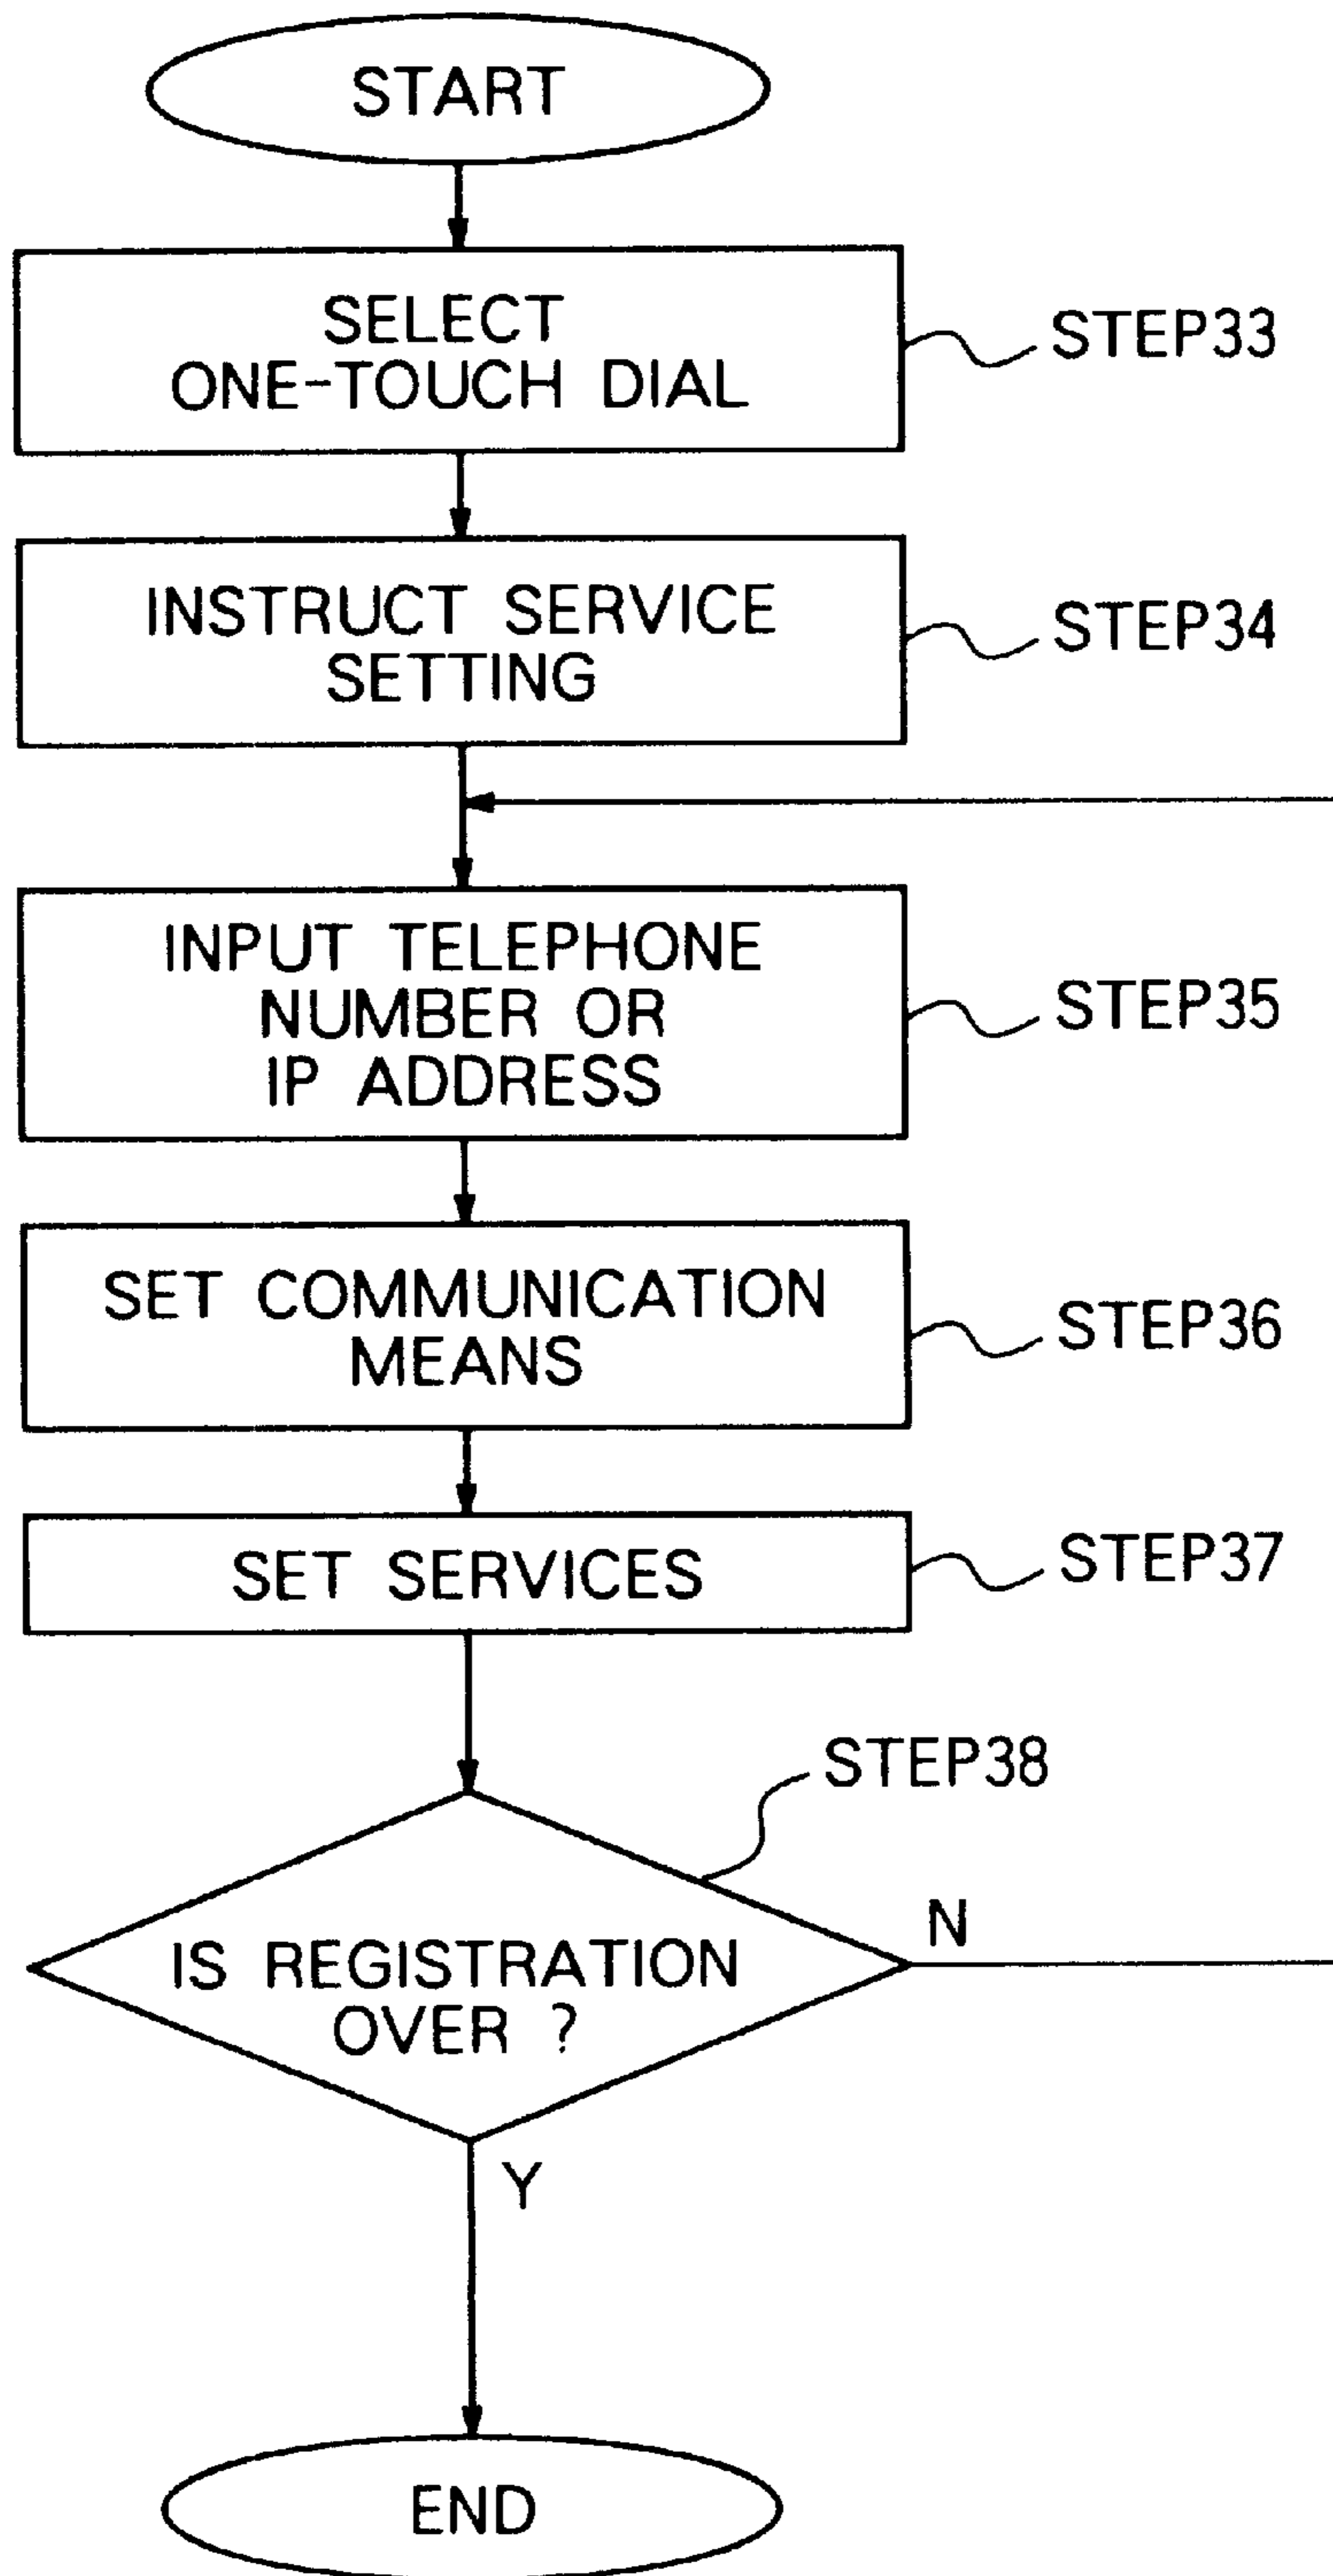 START
SELECT
ONE-TOUCH DIAL
STEP33
INSTRUCT SERVICE
SETTING
STEP34
INPUT TELEPHONE
NUMBER OR
IP ADDRESS
STEP35
SET COMMUNICATION
MEANS
STEP36
SET SERVICES
STEP37
STEP38
IS REGISTRATION
OVER ?
N
Y
END